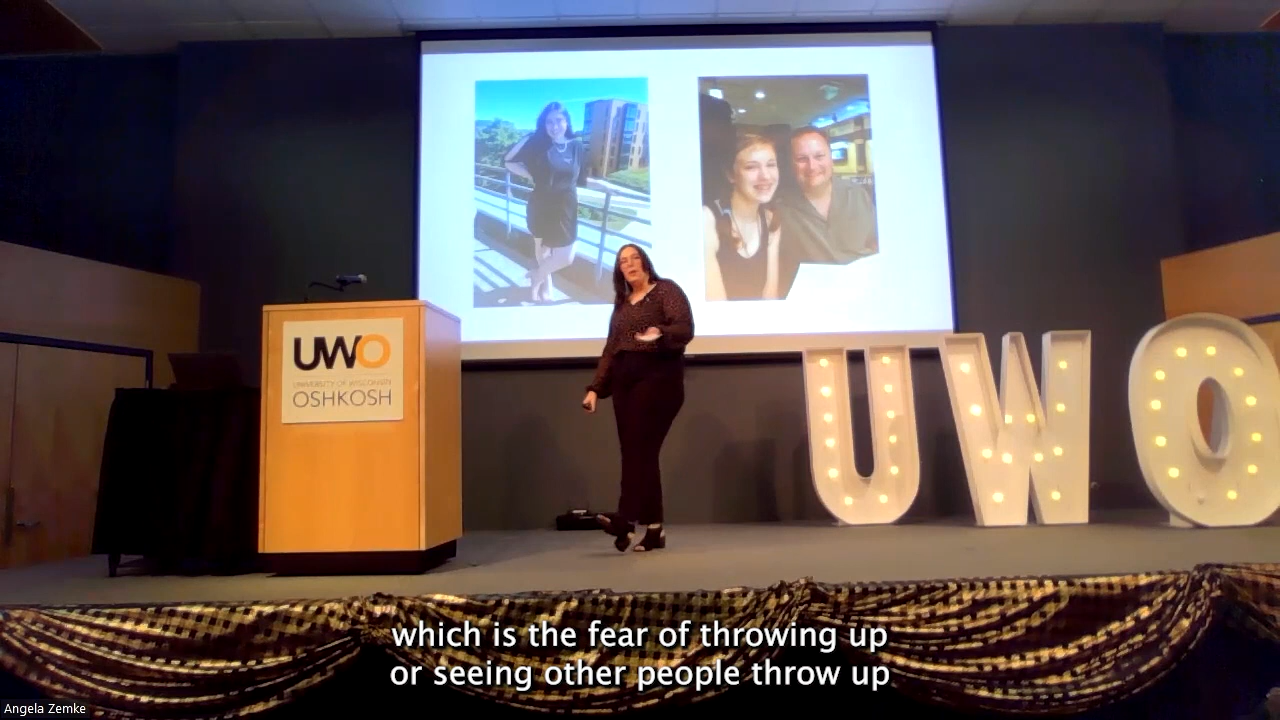 UWO
UNIVERSITY OF WISCONSIN
OSHKOSH
UWO
which is the fear of throwing up
or seeing other people throw up
Angela Zemke